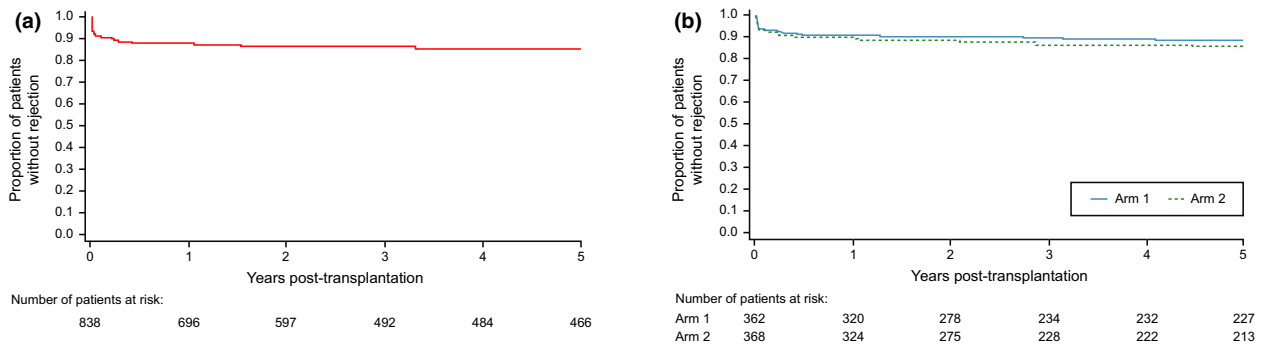 (a)
Proportion of patients
without rejection
1.0
0.9
0.8
0.7
0.6
0.5
0.4
0.3
0.2
0.1
0.0
0 1 2 3 4 5
Years post-transplantation
Number of patients at risk:
838 696 597 492 484 466
(b)
Proportion of patients
without rejection
1.0
0.9
0.8
0.7
0.6
0.5
0.4
0.3
0.2
0.1
0.0
Arm 1 Arm 2
0 1 2 3 4 5
Years post-transplantation
Number of patients at risk:
Arm 1 362 320 278 234 232 227
Arm 2 368 324 275 228 222 213